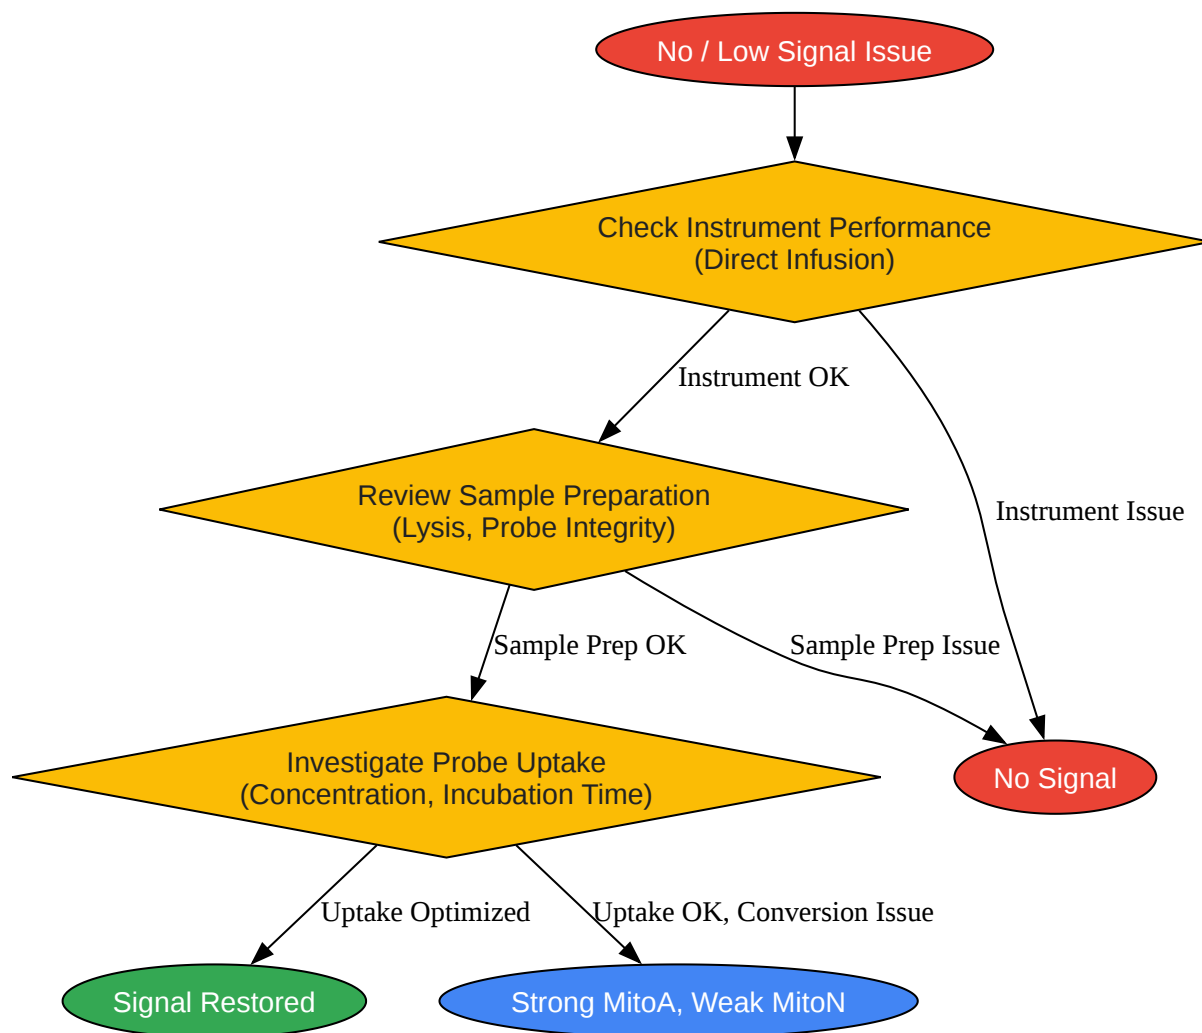 No / Low Signal Issue
Check Instrument Performance
(Direct Infusion)
Instrument OK
Review Sample Preparation
(Lysis, Probe Integrity)
Instrument Issue
Sample Prep OK
Sample Prep Issue
Investigate Probe Uptake
(Concentration, Incubation Time)
No Signal
Uptake Optimized
Uptake OK, Conversion Issue
Signal Restored
Strong MitoA, Weak MitoN